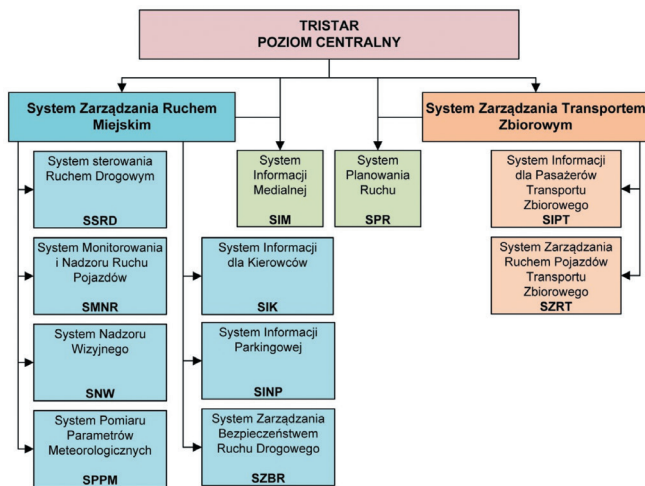 TRISTAR
POZIOM CENTRALNY
System Zarządzania Ruchem
Miejskim
System Zarządzania Transportem
Zbiorowym
System sterowania
Ruchem Drogowym
SSRD
System
Informacji
Medialnej
SIM
System
Planowania
Ruchu
SPR
System Informacji
dla Pasażerów
Transportu
Zbiorowego
SIPT
System Monitorowania
i Nadzoru Ruchu
Pojazdów
SMNR
System Informacji
dla Kierowców
SIK
System Zarządzania
Ruchem Pojazdów
Transportu
Zbiorowego
SZRT
System Nadzoru
Wizyjnego
SNW
System Informacji
Parkingowej
SINP
System Pomiaru
Parametrów
Meteorologicznych
SPPM
System Zarządzania
Bezpieczeństwem
Ruchu Drogowego
SZBR